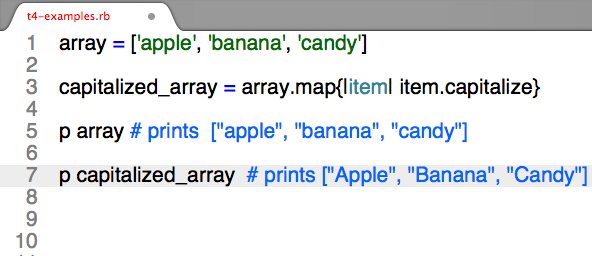 t4-examples.rb
1 array = ['apple', 'banana', 'candy']
2
3 capitalized_array = array.map{|item| item.capitalize}
4
5 p array # prints  ["apple", "banana", "candy"]
6
7 p capitalized_array  # prints ["Apple", "Banana", "Candy"]
8
9
10